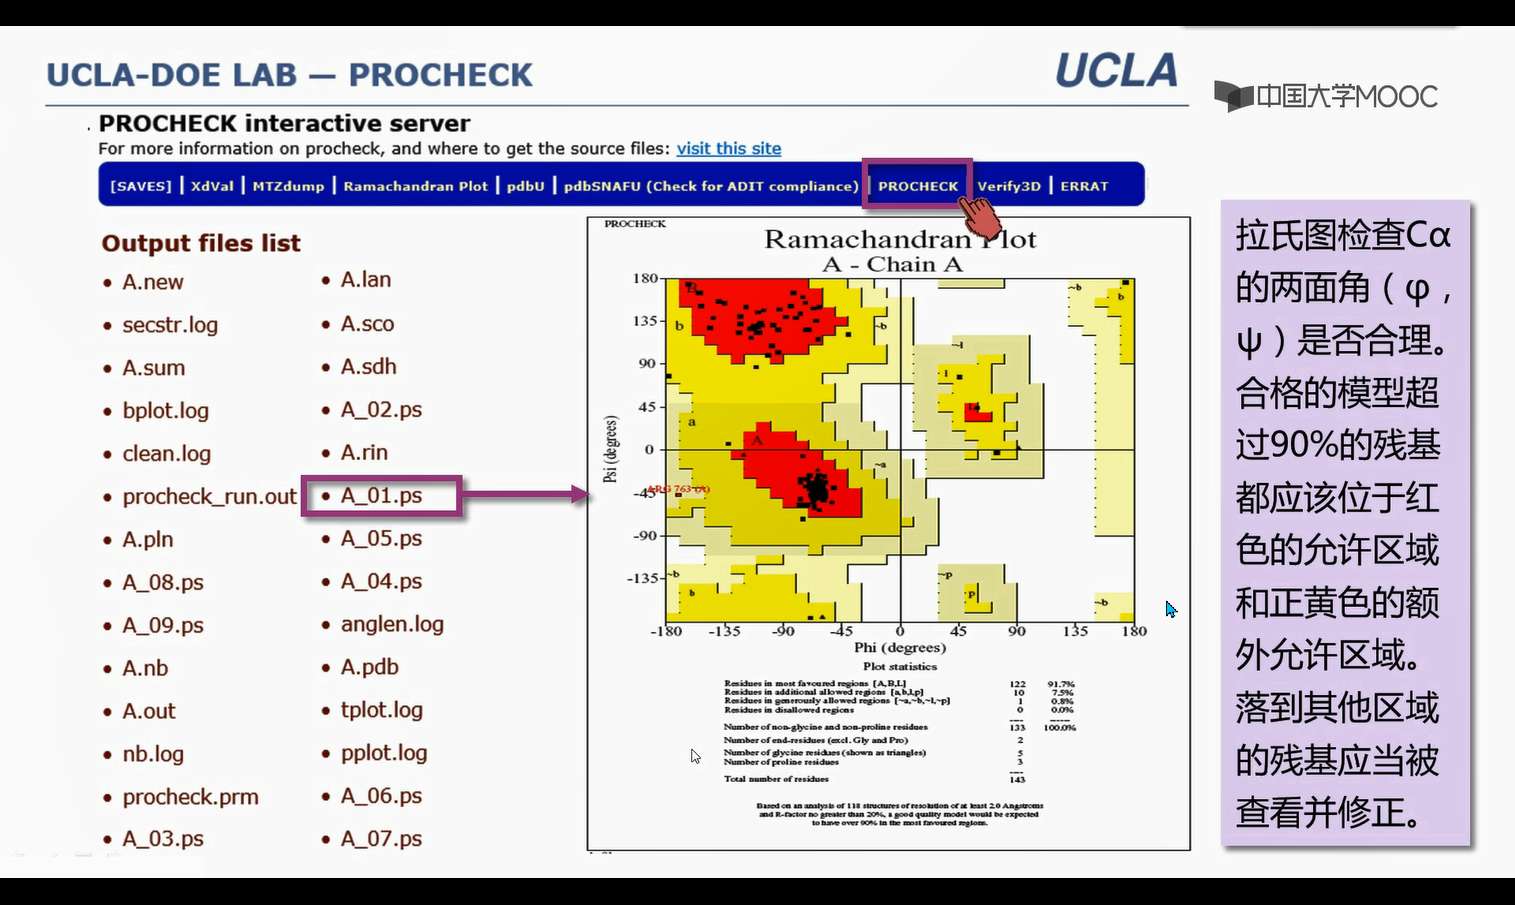 UCLA-DOE LAB — PROCHECK
UCLA
中国大学MOOC
PROCHECK interactive server
For more information on procheck, and where to get the source files: visit this site
[SAVES] | XdVal | MTZdump | Ramachandran Plot | pdbU | pdbSNAFU (Check for ADIT compliance) | PROCHECK Verify3D | ERRAT
Output files list
A.new
secstr.log
A.sum
bplot.log
clean.log
procheck_run.out
A.pln
A_08.ps
A_09.ps
A.nb
A.out
nb.log
procheck.prm
A_03.ps
A.lan
A.sco
A.sdh
A_02.ps
A.rin
A_01.ps
A_05.ps
A_04.ps
anglen.log
A.pdb
tplot.log
pplot.log
A_06.ps
A_07.ps
PROCHECK
Ramachandran Plot
A - Chain A
180
135
90
45
0
-45
-90
-135
Psi (degrees)
B
b
~b
~b
b
~l
l
a
A
~a
ARG 763 (A)
~b
b
~p
p
~b
-180 -135 -90 -45 0 45 90 135 180
Phi (degrees)
Plot statistics
Residues in most favoured regions [A,B,L] 122 91.7%
Residues in additional allowed regions [a,b,l,p] 10 7.5%
Residues in generously allowed regions [~a,~b,~l,~p] 1 0.8%
Residues in disallowed regions 0 0.0%
Number of non-glycine and non-proline residues 133 100.0%
Number of end-residues (excl. Gly and Pro) 2
Number of glycine residues (shown as triangles) 5
Number of proline residues 3
Total number of residues 143
Based on an analysis of 118 structures of resolution of at least 2.0 Angstroms
and R-factor no greater than 20%, a good quality model would be expected
to have over 90% in the most favoured regions.
拉氏图检查Cα
的两面角（φ，
ψ）是否合理。
合格的模型超
过90%的残基
都应该位于红
色的允许区域
和正黄色的额
外允许区域。
落到其他区域
的残基应当被
查看并修正。